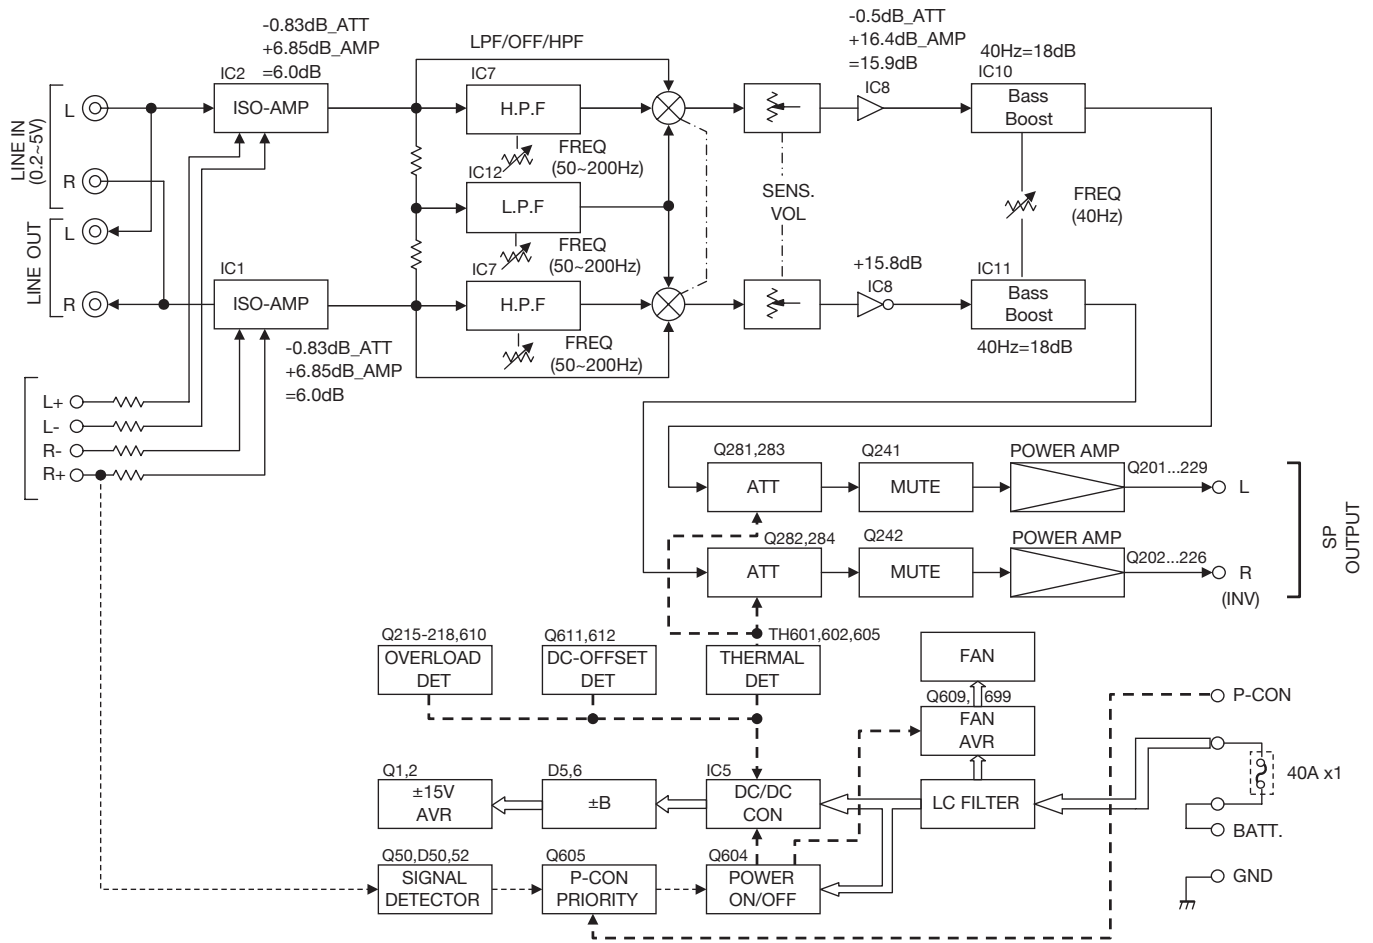 -0.83dB_ATT
+6.85dB_AMP
=6.0dB
LPF/OFF/HPF
-0.5dB_ATT
+16.4dB_AMP
=15.9dB
40Hz=18dB
LINE IN
(0.2~5V)
L
R
IC2
ISO-AMP
IC7
H.P.F
FREQ
(50~200Hz)
IC12
L.P.F
FREQ
(50~200Hz)
IC7
H.P.F
FREQ
(50~200Hz)
SENS.
VOL
IC8
IC10
Bass
Boost
FREQ
(40Hz)
LINE OUT
L
R
IC1
ISO-AMP
-0.83dB_ATT
+6.85dB_AMP
=6.0dB
+15.8dB
IC8
IC11
Bass
Boost
40Hz=18dB
L+
L-
R-
R+
Q281,283
ATT
Q241
MUTE
POWER AMP
Q201...229
L
Q282,284
ATT
Q242
MUTE
POWER AMP
Q202...226
R
(INV)
SP
OUTPUT
Q215-218,610
OVERLOAD
DET
Q611,612
DC-OFFSET
DET
TH601,602,605
THERMAL
DET
FAN
Q609, 699
FAN
AVR
P-CON
Q1,2
±15V
AVR
D5,6
±B
IC5
DC/DC
CON
LC FILTER
40A x1
BATT.
GND
Q50,D50,52
SIGNAL
DETECTOR
Q605
P-CON
PRIORITY
Q604
POWER
ON/OFF